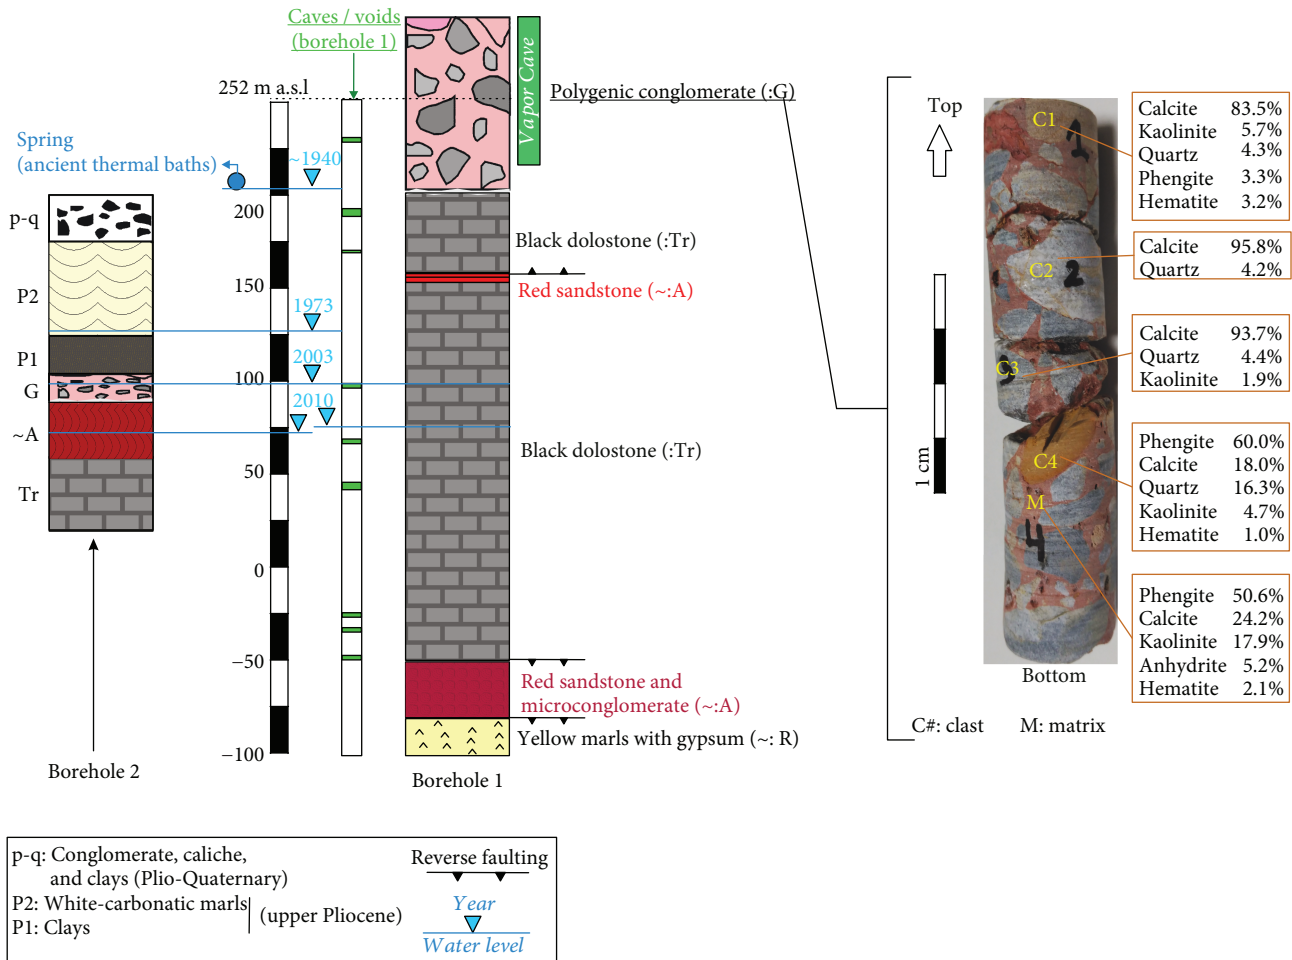 Caves / voids
(borehole 1)
252 m a.s.l
Spring
(ancient thermal baths)
~1940
1973
2003
2010
200
150
100
50
0
−50
−100
p-q
P2
P1
G
~A
Tr
Borehole 2
Vapor Cave
Polygenic conglomerate (:G)
Black dolostone (:Tr)
Red sandstone (~:A)
Black dolostone (:Tr)
Red sandstone and
microconglomerate (~:A)
Yellow marls with gypsum (~: R)
Borehole 1
Top
1 cm
C1
1
C2
2
C3
C4
M
4
Bottom
C#: clast M: matrix
Calcite 83.5%
Kaolinite 5.7%
Quartz 4.3%
Phengite 3.3%
Hematite 3.2%
Calcite 95.8%
Quartz 4.2%
Calcite 93.7%
Quartz 4.4%
Kaolinite 1.9%
Phengite 60.0%
Calcite 18.0%
Quartz 16.3%
Kaolinite 4.7%
Hematite 1.0%
Phengite 50.6%
Calcite 24.2%
Kaolinite 17.9%
Anhydrite 5.2%
Hematite 2.1%
p-q: Conglomerate, caliche,
and clays (Plio-Quaternary)
P2: White-carbonatic marls
P1: Clays
(upper Pliocene)
Reverse faulting
Year
Water level